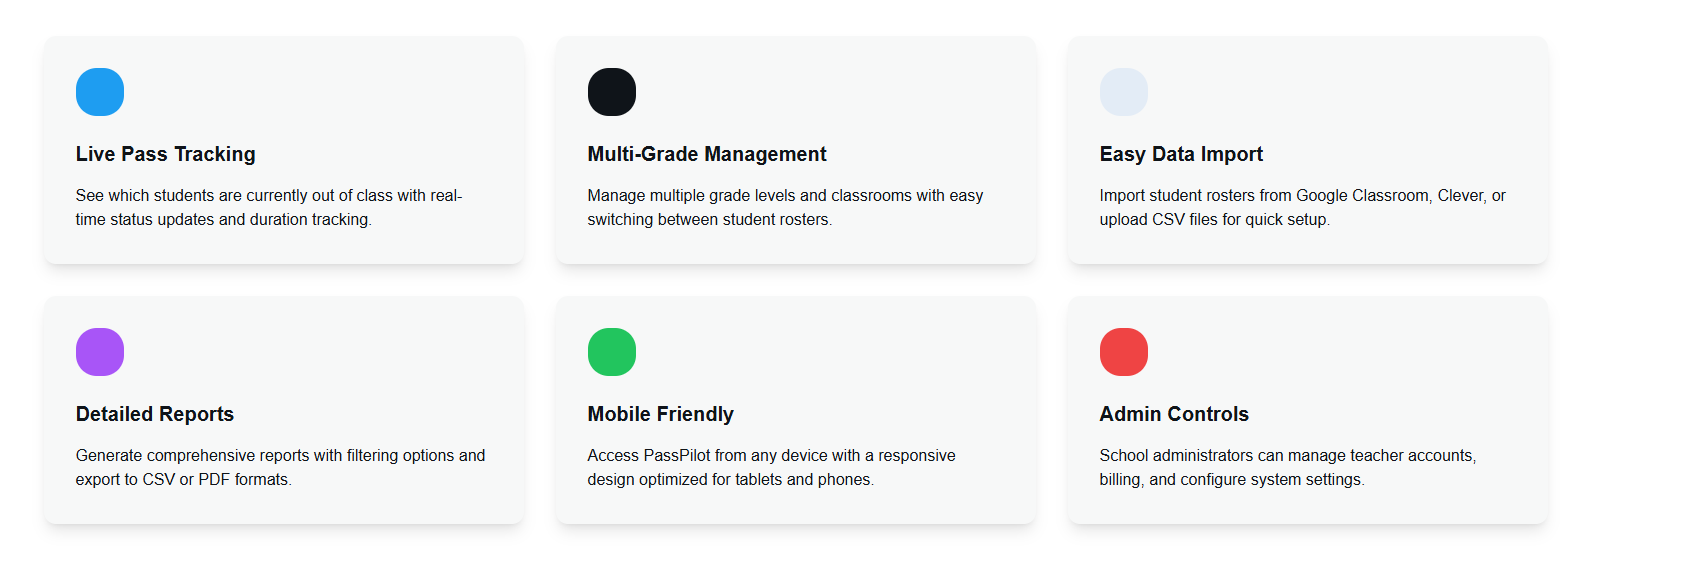 Live Pass Tracking
See which students are currently out of class with real-
time status updates and duration tracking.
Multi-Grade Management
Manage multiple grade levels and classrooms with easy
switching between student rosters.
Easy Data Import
Import student rosters from Google Classroom, Clever, or
upload CSV files for quick setup.
Detailed Reports
Generate comprehensive reports with filtering options and
export to CSV or PDF formats.
Mobile Friendly
Access PassPilot from any device with a responsive
design optimized for tablets and phones.
Admin Controls
School administrators can manage teacher accounts,
billing, and configure system settings.